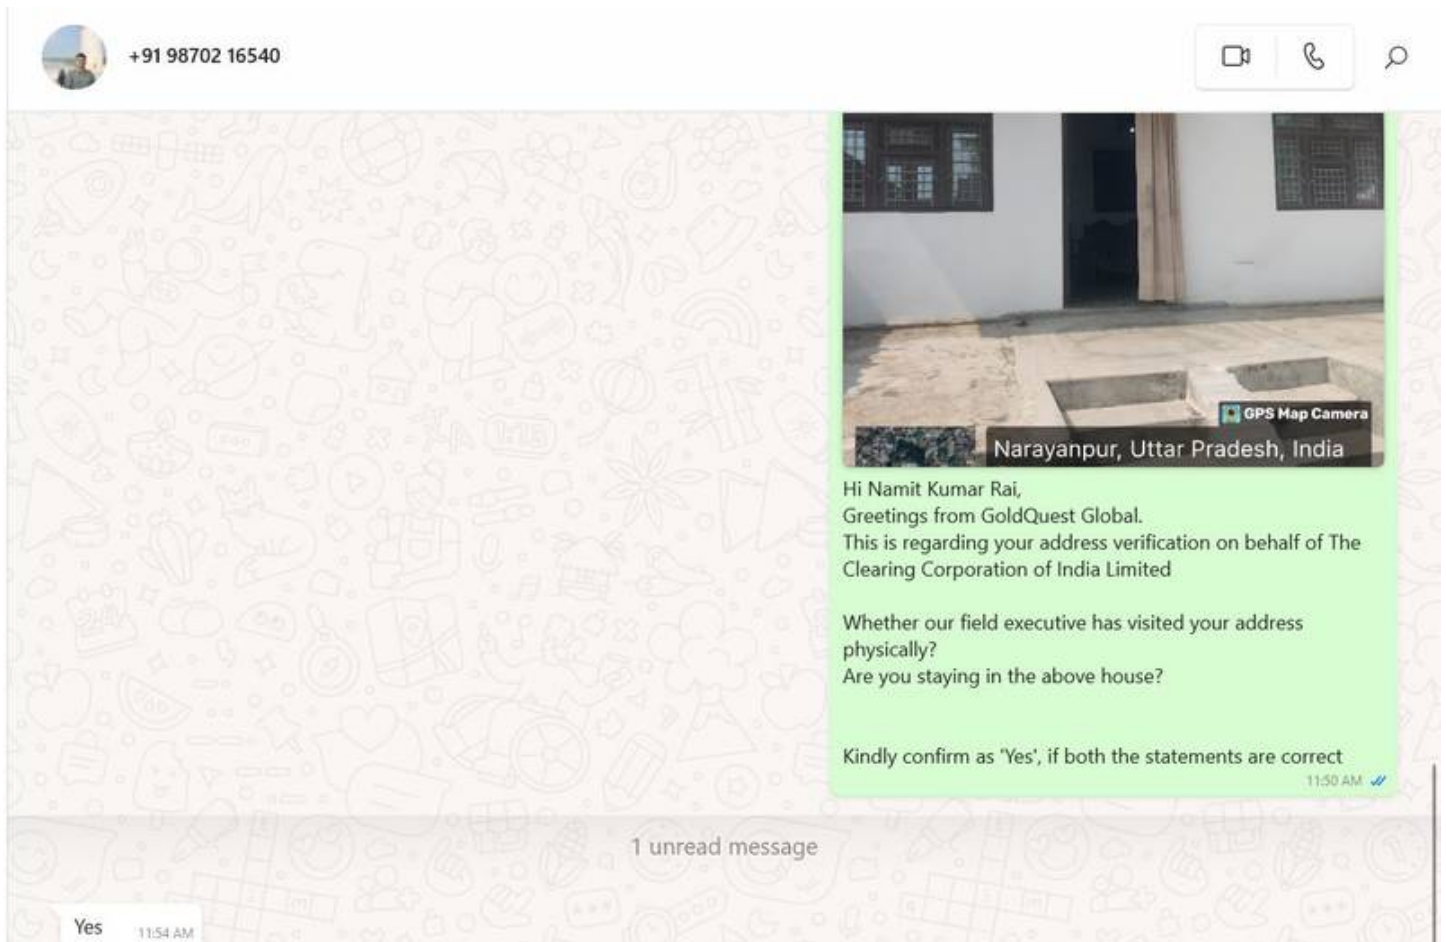 +91 98702 16540
GPS Map Camera
Narayanpur, Uttar Pradesh, India
Hi Namit Kumar Rai,
Greetings from GoldQuest Global.
This is regarding your address verification on behalf of The
Clearing Corporation of India Limited
Whether our field executive has visited your address
physically?
Are you staying in the above house?
Kindly confirm as 'Yes', if both the statements are correct
11:50 AM
1 unread message
Yes 11:54 AM